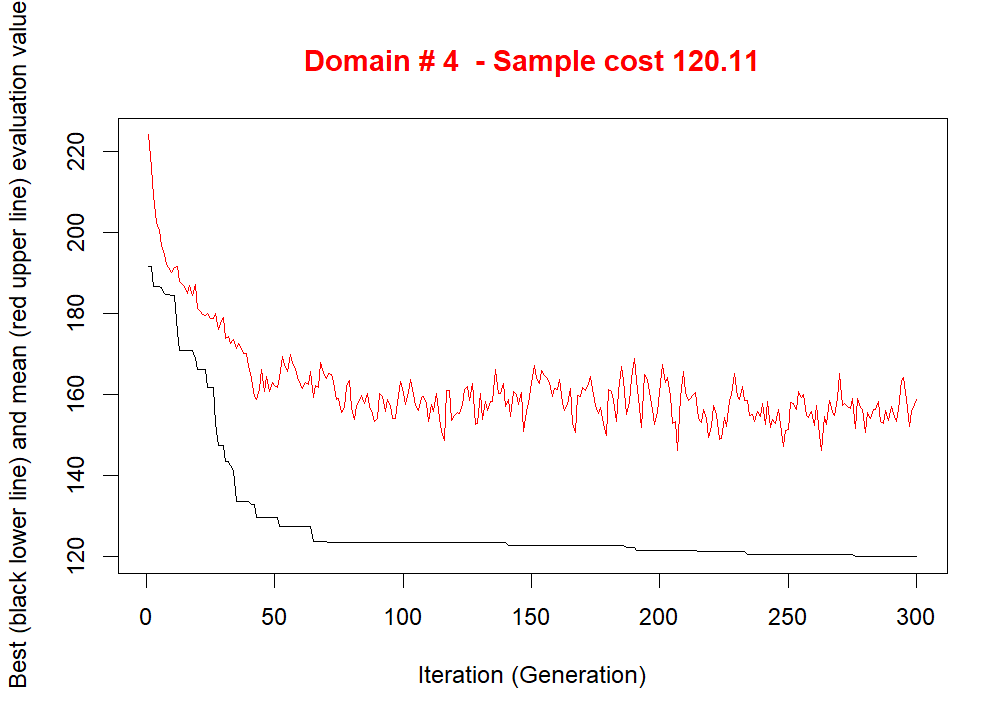 Domain # 4  - Sample cost 120.11
Best (black lower line) and mean (red upper line) evaluation value
220
200
180
160
140
120
0 50 100 150 200 250 300
Iteration (Generation)